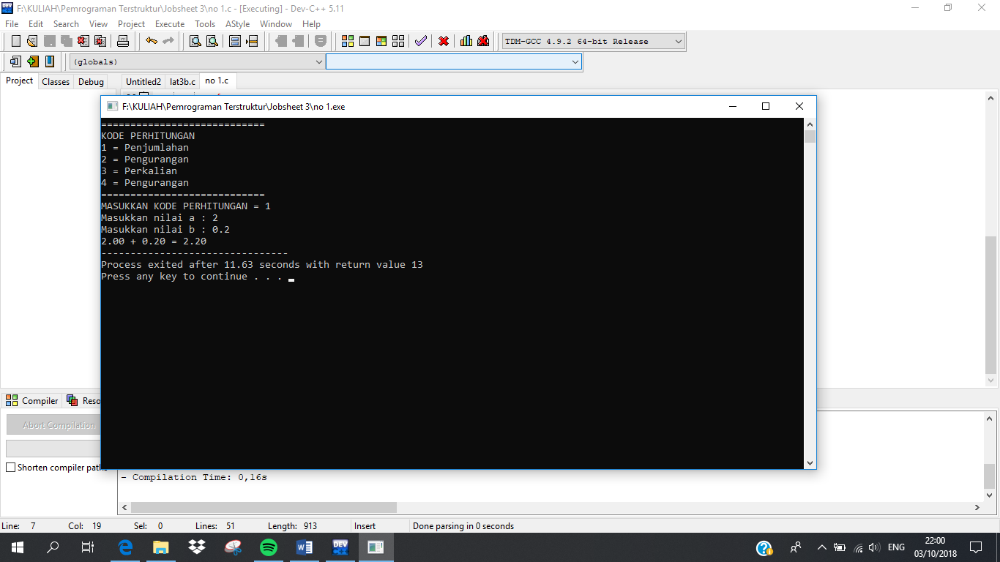 F:\KULIAH\Pemrograman Terstruktur\Jobsheet 3\no 1.c - [Executing] - Dev-C++ 5.11
File Edit Search View Project Execute Tools AStyle Window Help
TDM-GCC 4.9.2 64-bit Release
(globals)
Project Classes Debug Untitled2 lat3b.c no 1.c
F:\KULIAH\Pemrograman Terstruktur\Jobsheet 3\no 1.exe
============================
KODE PERHITUNGAN
1 = Penjumlahan
2 = Pengurangan
3 = Perkalian
4 = Pengurangan
============================
MASUKKAN KODE PERHITUNGAN = 1
Masukkan nilai a : 2
Masukkan nilai b : 0.2
2.00 + 0.20 = 2.20
--------------------------------
Process exited after 11.63 seconds with return value 13
Press any key to continue . . .
Compiler Reso
Abort Compilation
Shorten compiler path
- Compilation Time: 0,16s
Line: 7 Col: 19 Sel: 0 Lines: 51 Length: 913 Insert Done parsing in 0 seconds
DEV
ENG 22:00
03/10/2018